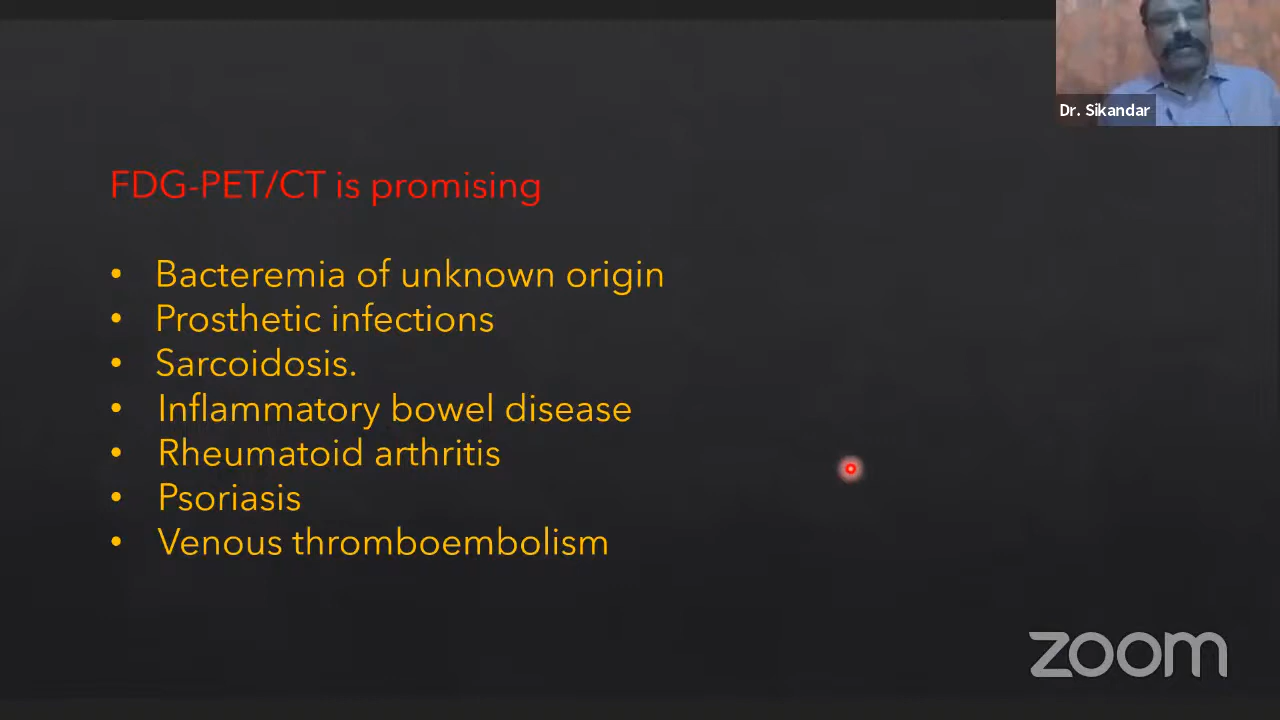 Dr. Sikandar
FDG-PET/CT is promising
• Bacteremia of unknown origin
• Prosthetic infections
• Sarcoidosis.
• Inflammatory bowel disease
• Rheumatoid arthritis
• Psoriasis
• Venous thromboembolism
zoom